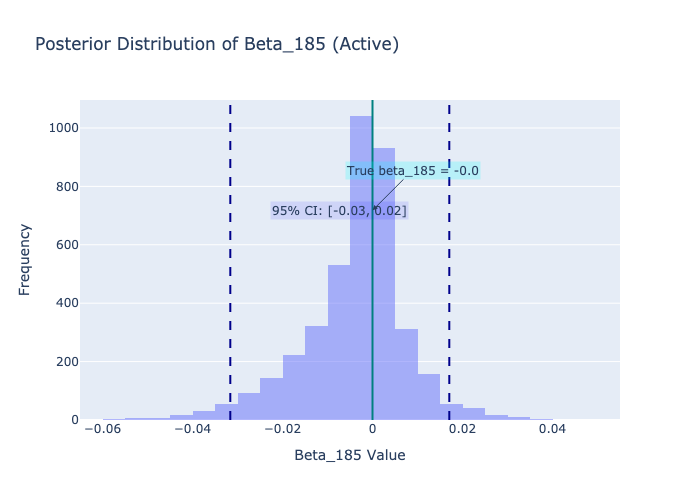 Posterior Distribution of Beta_185 (Active)
1000
True beta_185 = -0.0
800
95% CI: [-0.03, 0.02]
600
400
200
0
Frequency
−0.06 −0.04 −0.02 0 0.02 0.04
Beta_185 Value